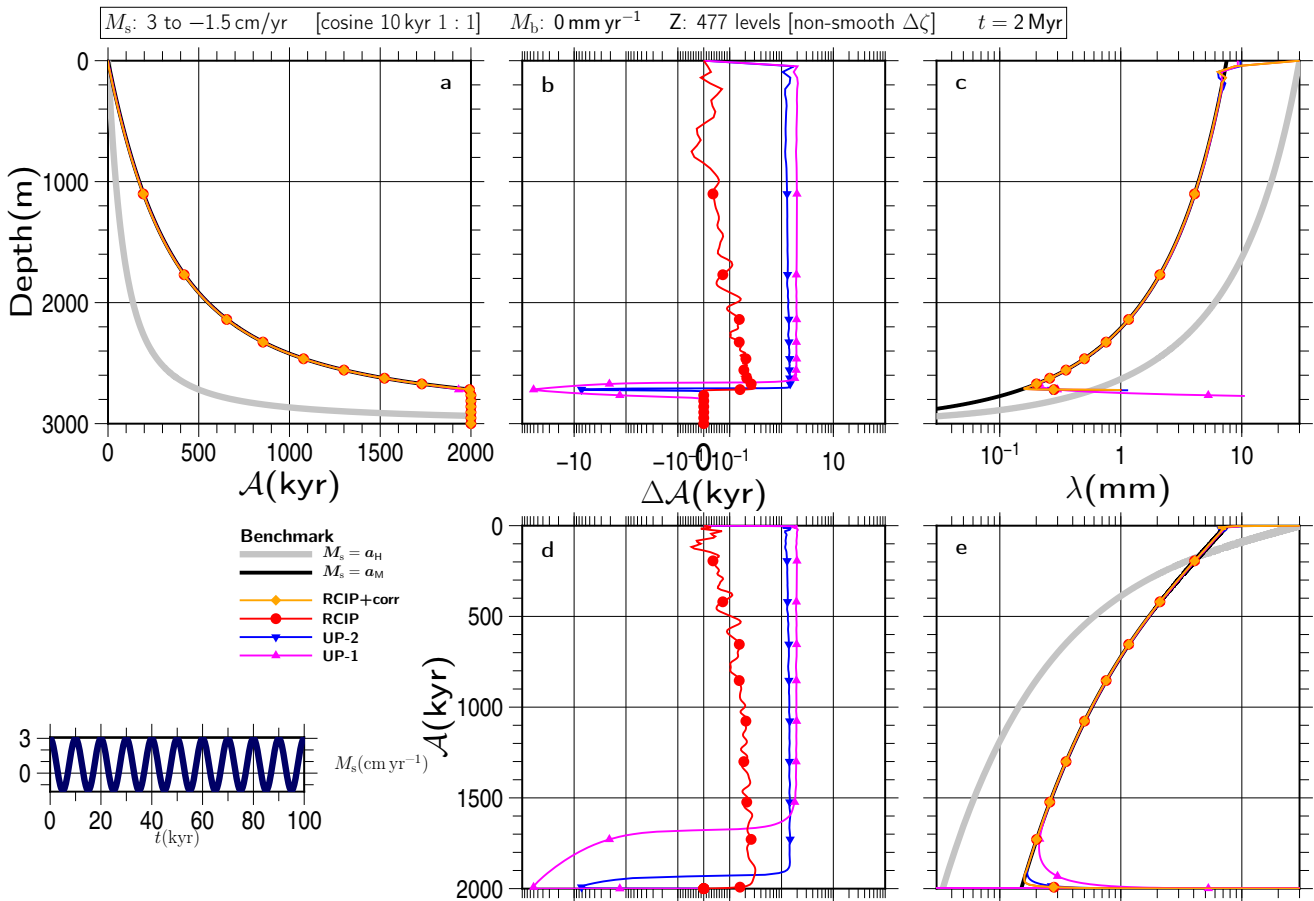 Mₛ: 3 to −1.5 cm/yr [cosine 10 kyr 1 : 1] M_b: 0 mm yr⁻¹ Z: 477 levels [non-smooth Δζ] t = 2 Myr
a
b
c
0
1000
2000
3000
Depth(m)
0 500 1000 1500 2000
𝒜(kyr)
−10 −10⁻¹ 0 10⁻¹ 10
Δ𝒜(kyr)
10⁻¹ 1 10
λ(mm)
Benchmark
Mₛ = a_H
Mₛ = a_M
RCIP+corr
RCIP
UP-2
UP-1
d
e
0
500
1000
1500
2000
𝒜(kyr)
3
0
Mₛ(cm yr⁻¹)
0 20 40 60 80 100
t(kyr)